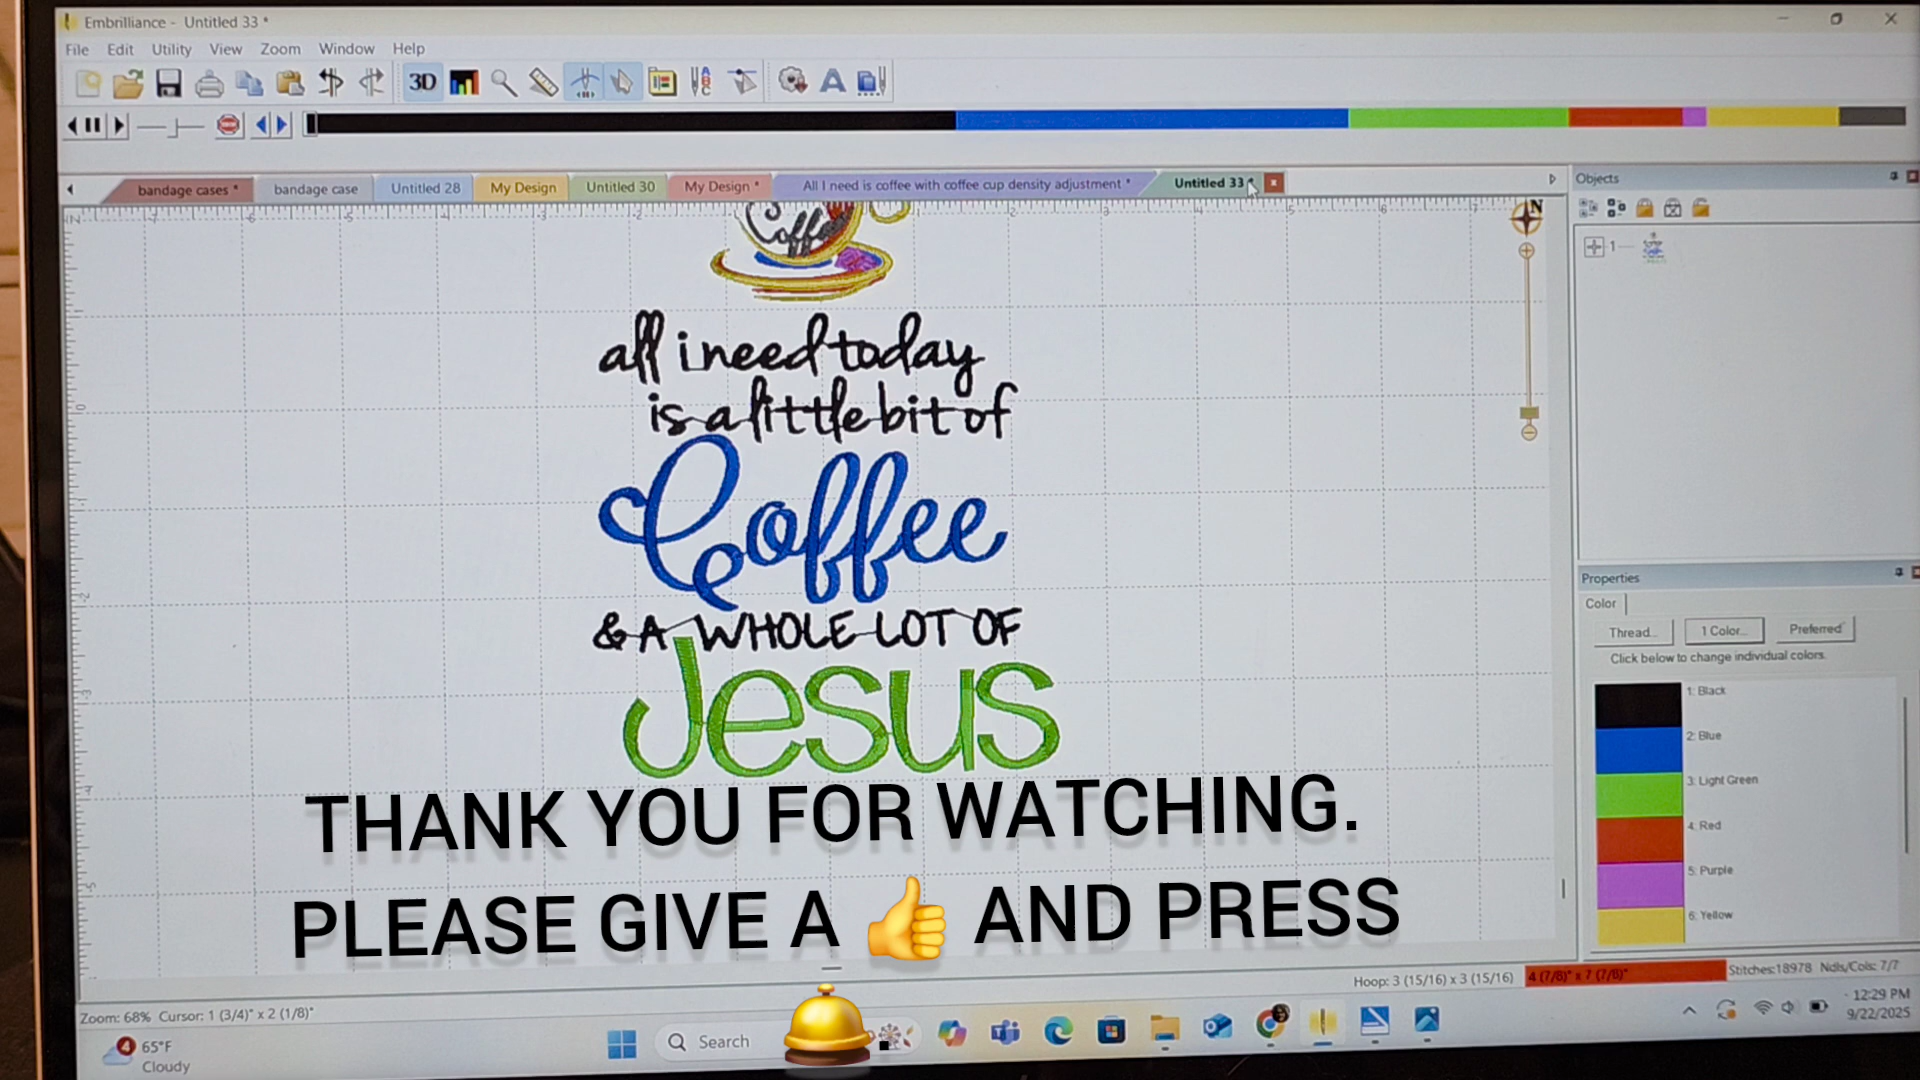 Embrilliance - Untitled 33 *
File Edit Utility View Zoom Window Help
3D
bandage cases * bandage case Untitled 28 My Design Untitled 30 My Design * All I need is coffee with coffee cup density adjustment * Untitled 33 *
Objects
N
1
Coffee
all i need today
is a little bit of
Coffee
& A WHOLE LOT OF
Jesus
Properties
Color
Thread... 1 Color... Preferred
Click below to change individual colors.
1: Black
2: Blue
3: Light Green
4: Red
5: Purple
6: Yellow
THANK YOU FOR WATCHING.
PLEASE GIVE A 👍 AND PRESS
🛎️.
Hoop: 3 (15/16) x 3 (15/16) 4 (7/8)" x 7 (7/8)" Stitches:18978 Ndls/Cols: 7/7
Zoom: 68% Cursor: 1 (3/4)" x 2 (1/8)"
4
65°F
Cloudy
Search
12:29 PM
9/22/2025